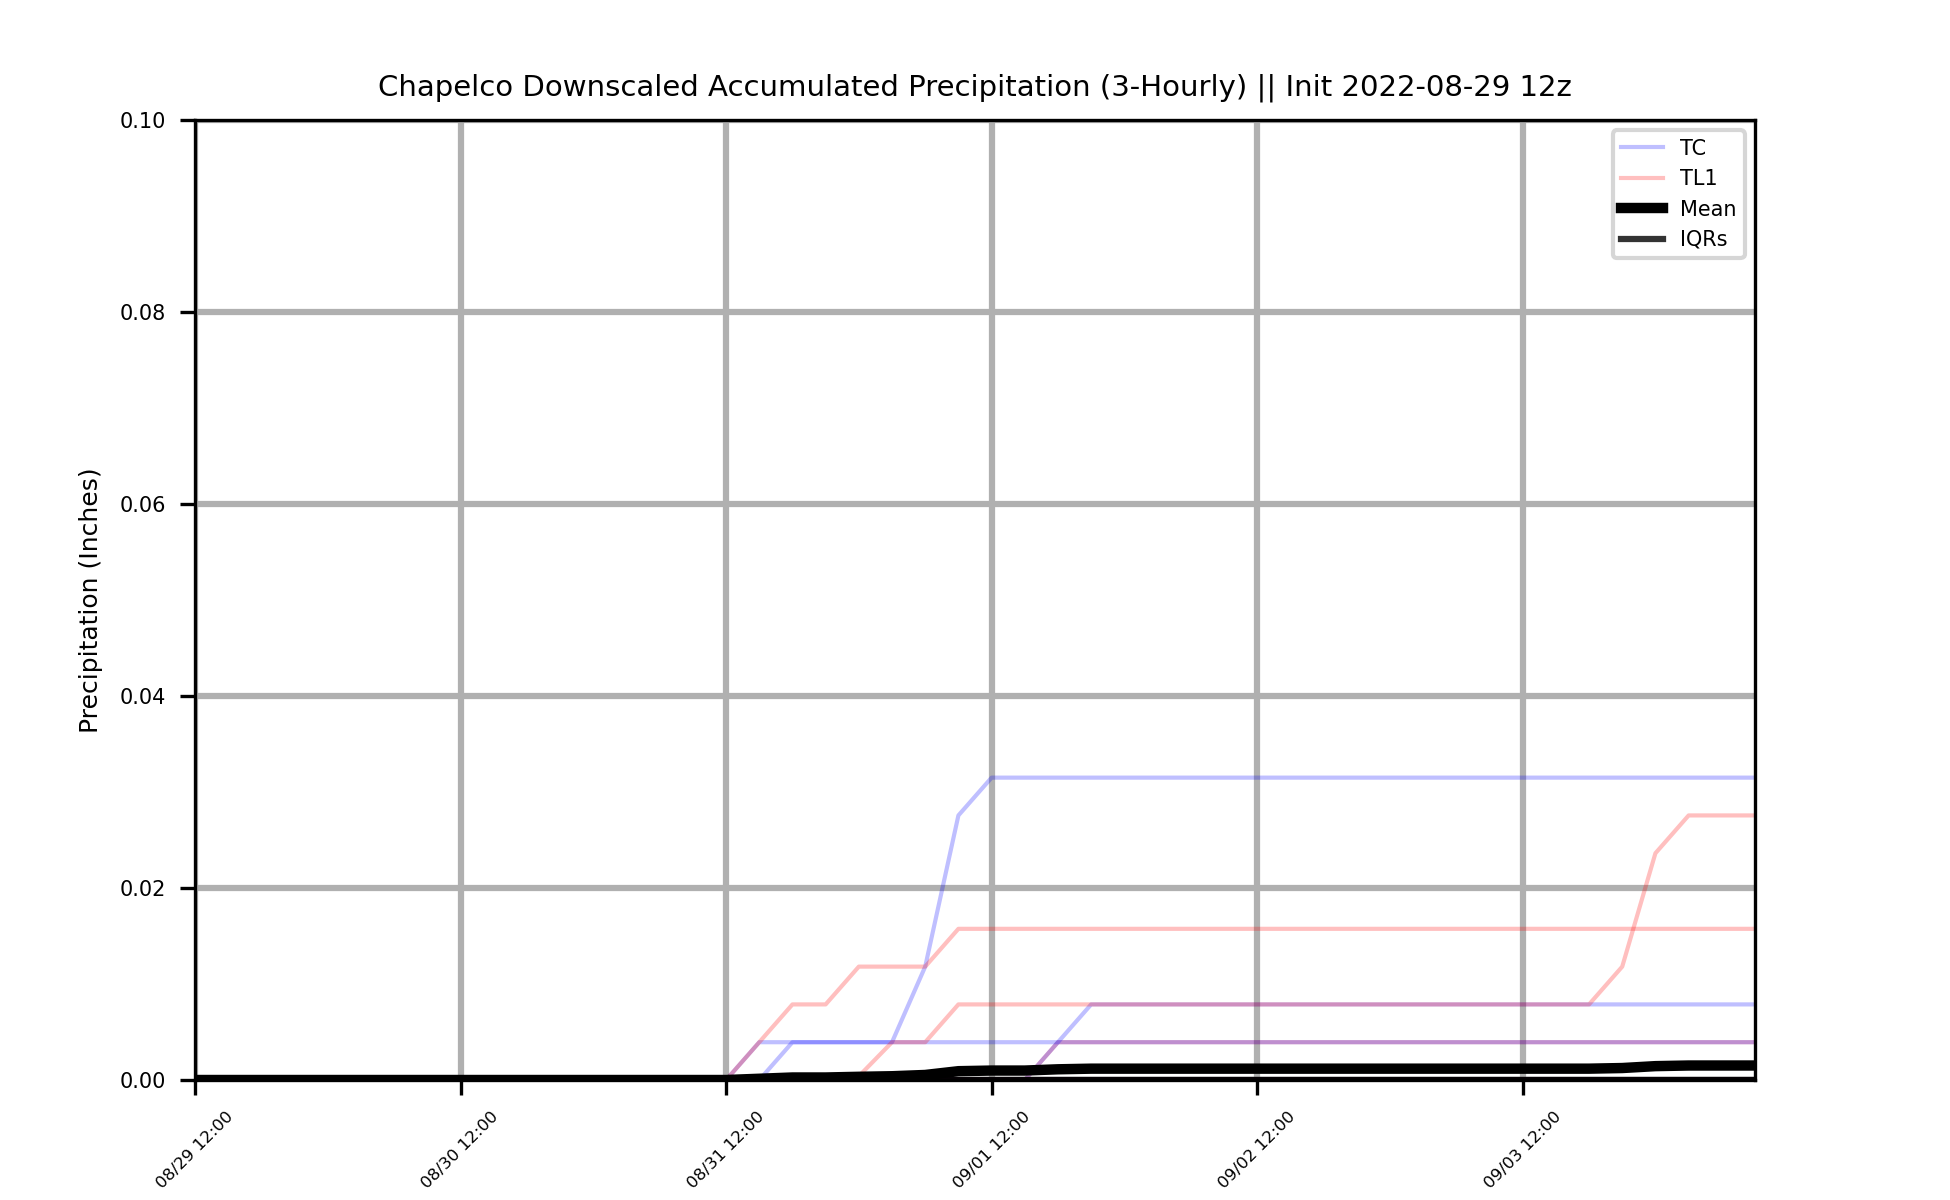 Chapelco Downscaled Accumulated Precipitation (3-Hourly) || Init 2022-08-29 12z
0.10
0.08
0.06
0.04
0.02
0.00
Precipitation (Inches)
TC
TL1
Mean
IQRs
08/29 12:00
08/30 12:00
08/31 12:00
09/01 12:00
09/02 12:00
09/03 12:00